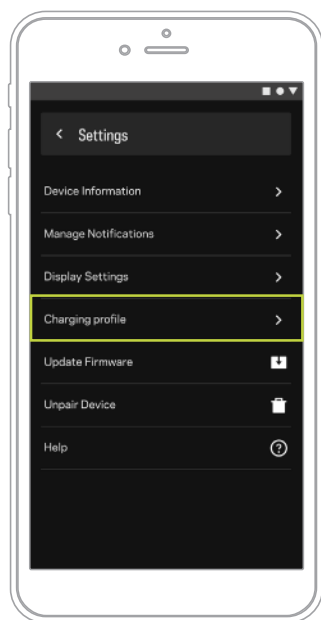 Settings
Device Information
Manage Notifications
Display Settings
Charging profile
Update Firmware
Unpair Device
Help